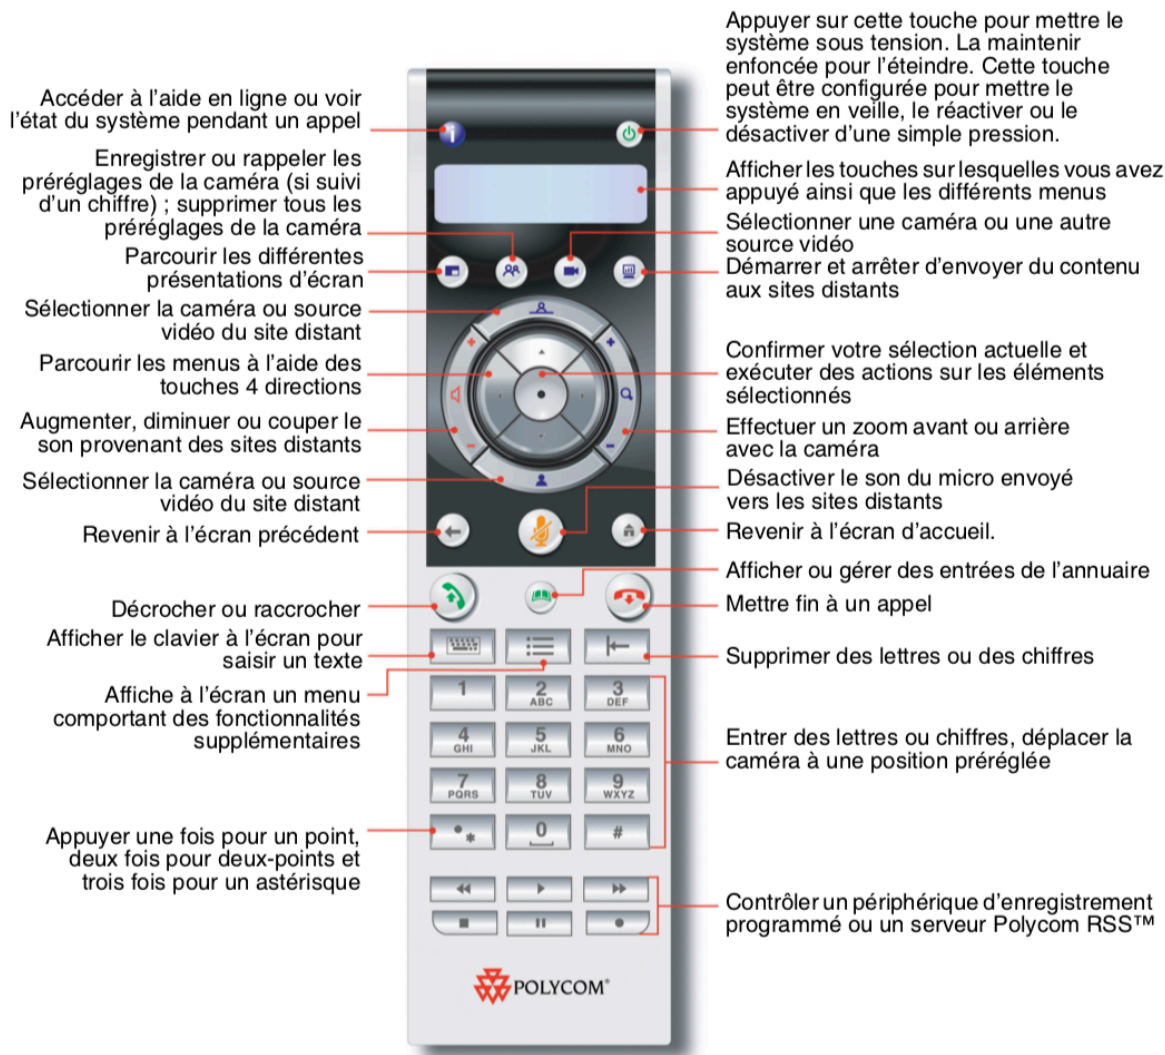 Accéder à l'aide en ligne ou voir
l'état du système pendant un appel
Enregistrer ou rappeler les
préréglages de la caméra (si suivi
d'un chiffre) ; supprimer tous les
préréglages de la caméra
Parcourir les différentes
présentations d'écran
Sélectionner la caméra ou source
vidéo du site distant
Parcourir les menus à l'aide des
touches 4 directions
Augmenter, diminuer ou couper le
son provenant des sites distants
Sélectionner la caméra ou source
vidéo du site distant
Revenir à l'écran précédent
Décrocher ou raccrocher
Afficher le clavier à l'écran pour
saisir un texte
Affiche à l'écran un menu
comportant des fonctionnalités
supplémentaires
Appuyer une fois pour un point,
deux fois pour deux-points et
trois fois pour un astérisque
Appuyer sur cette touche pour mettre le
système sous tension. La maintenir
enfoncée pour l'éteindre. Cette touche
peut être configurée pour mettre le
système en veille, le réactiver ou le
désactiver d'une simple pression.
Afficher les touches sur lesquelles vous avez
appuyé ainsi que les différents menus
Sélectionner une caméra ou une autre
source vidéo
Démarrer et arrêter d'envoyer du contenu
aux sites distants
Confirmer votre sélection actuelle et
exécuter des actions sur les éléments
sélectionnés
Effectuer un zoom avant ou arrière
avec la caméra
Désactiver le son du micro envoyé
vers les sites distants
Revenir à l'écran d'accueil.
Afficher ou gérer des entrées de l'annuaire
Mettre fin à un appel
Supprimer des lettres ou des chiffres
Entrer des lettres ou chiffres, déplacer la
caméra à une position préréglée
Contrôler un périphérique d'enregistrement
programmé ou un serveur Polycom RSS™
i
+ +
- -
1 2 3
ABC DEF
4 5 6
GHI JKL MNO
7 8 9
PQRS TUV WXYZ
* 0 #
POLYCOM®